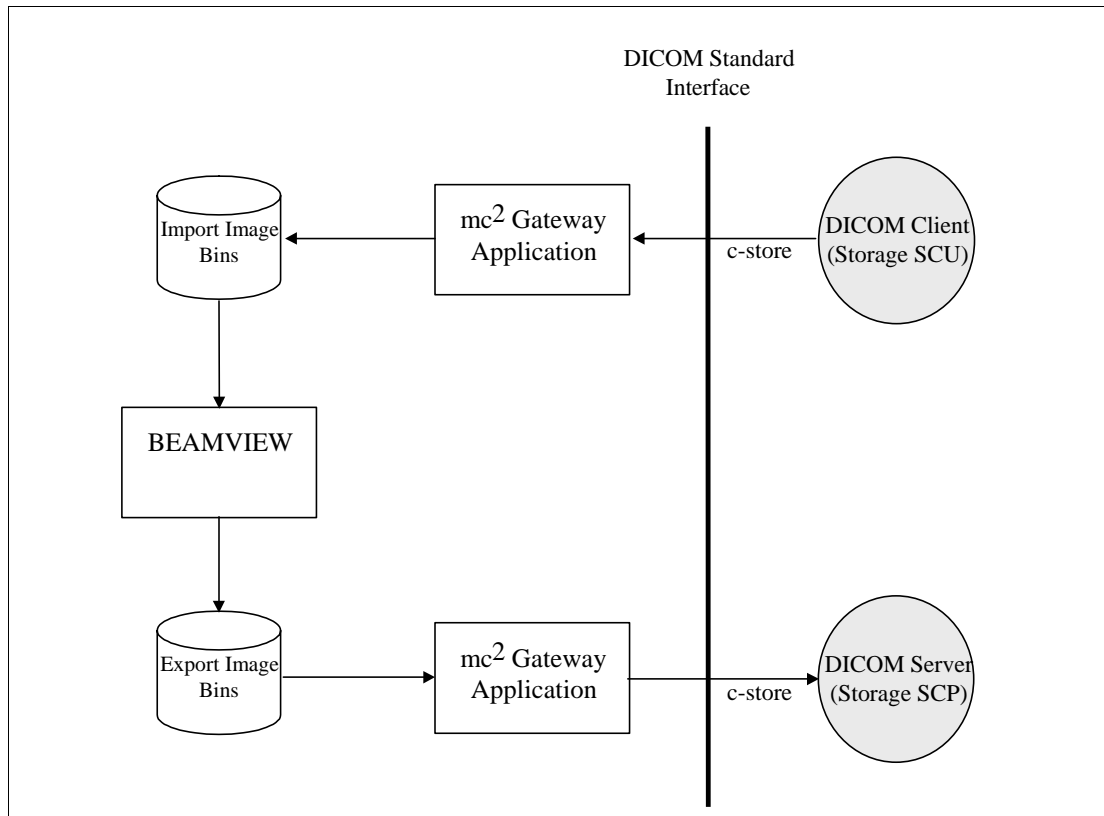 DICOM Standard
Interface
Import Image
Bins
mc² Gateway
Application
c-store
DICOM Client
(Storage SCU)
BEAMVIEW
Export Image
Bins
mc² Gateway
Application
c-store
DICOM Server
(Storage SCP)